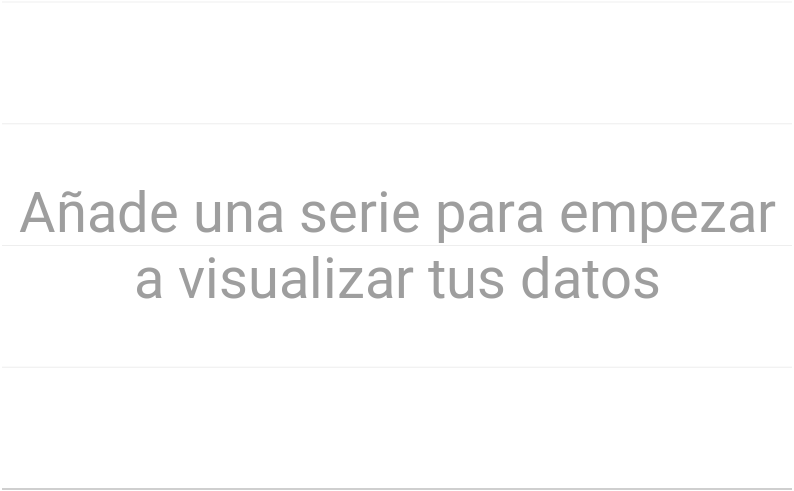 Añade una serie para empezar
a visualizar tus datos